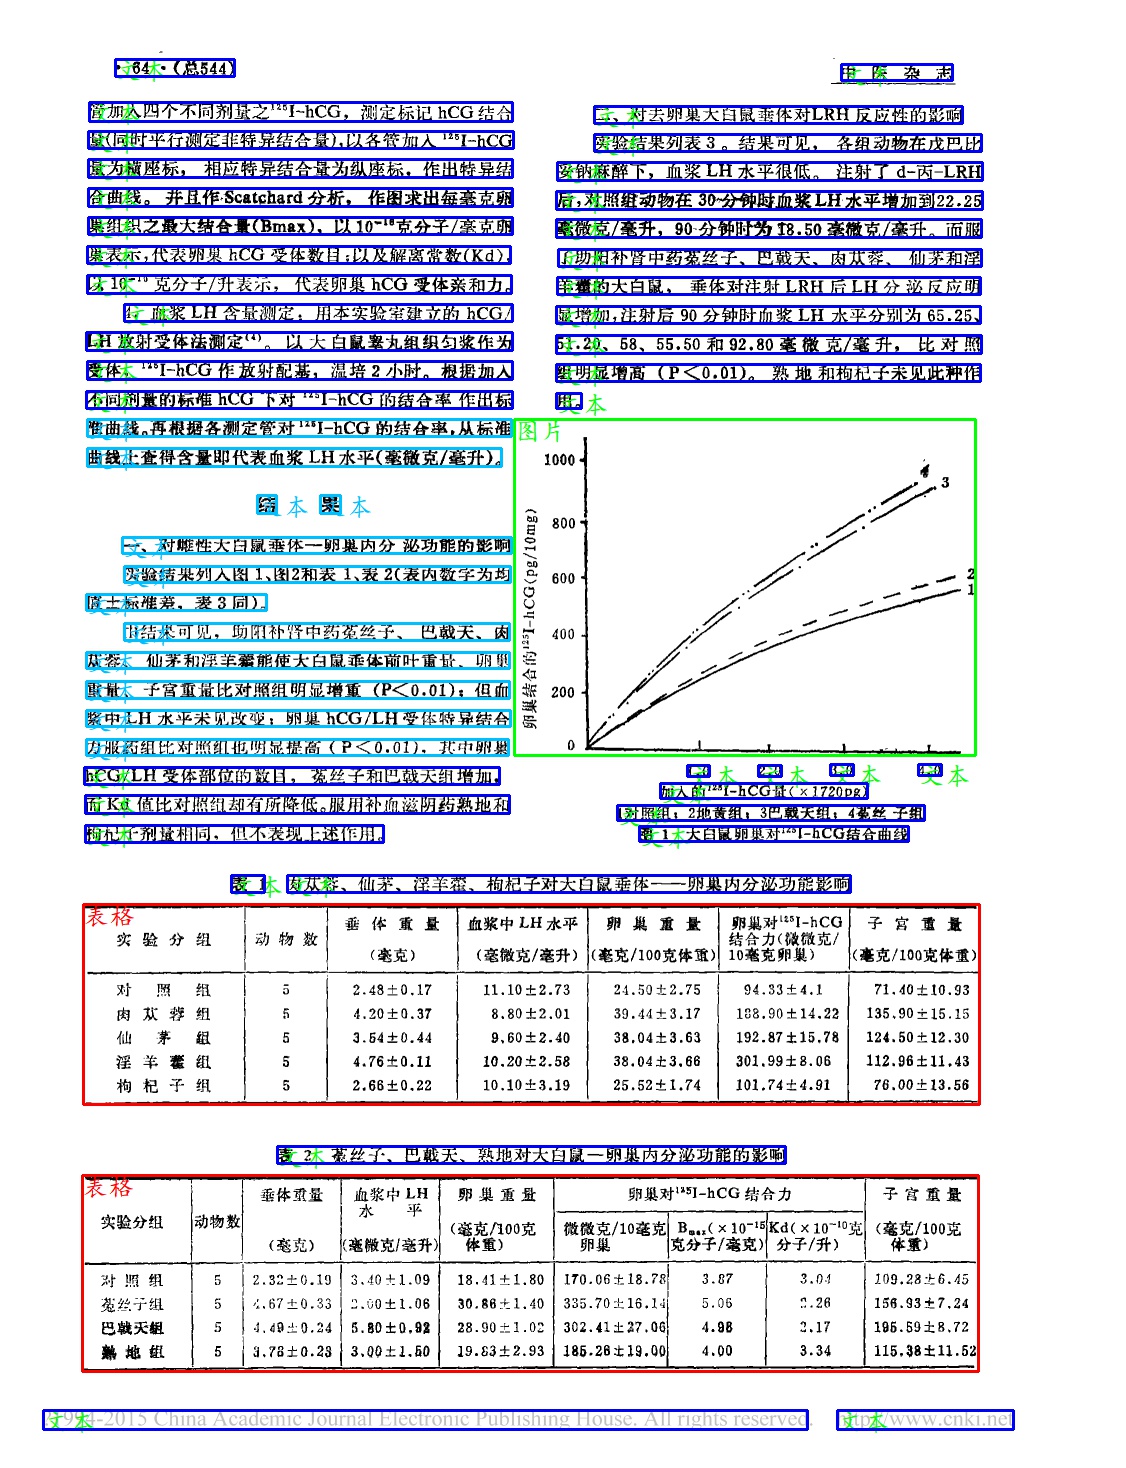 · 64 · (总544)
中医杂志
管加入四个不同剂量之¹²⁵I-hCG，测定标记 hCG 结合
量(同时平行测定非特异结合量),以各管加入 ¹²⁵I-hCG
量为横座标，相应特异结合量为纵座标，作出特异结
合曲线。并且作 Scatchard 分析，作图求出每毫克卵
巢组织之最大结合量(Bmax)，以10⁻¹⁵克分子/毫克卵
巢表示,代表卵巢 hCG 受体数目;以及解离常数(Kd),
以 10⁻¹⁰ 克分子/升表示，代表卵巢 hCG 受体亲和力。
血浆 LH 含量测定：用本实验室建立的 hCG/
LH 放射受体法测定⁽⁴⁾。以大白鼠睾丸组织匀浆作为
受体，¹²⁵I-hCG 作放射配基，温培 2 小时。根据加入
不同剂量的标准 hCG 下对 ¹²⁵I-hCG 的结合率作出标
准曲线。再根据各测定管对 ¹²⁵I-hCG 的结合率,从标准
曲线上查得含量即代表血浆 LH 水平(毫微克/毫升)。
结 果
一、对雌性大白鼠垂体—卵巢内分泌功能的影响
实验结果列入图 1、图2和表 1、表 2(表内数字为均
值±标准差，表 3 同)。
由结果可见，助阳补肾中药菟丝子、巴戟天、肉
苁蓉、仙茅和淫羊藿能使大白鼠垂体前叶重量、卵巢
重量、子宫重量比对照组明显增重 (P<0.01)；但血
浆中 LH 水平未见改变；卵巢 hCG/LH 受体特异结合
力服药组比对照组也明显提高 (P<0.01)，其中卵巢
hCG/LH 受体部位的数目，菟丝子和巴戟天组增加,
而 Kd 值比对照组却有所降低。服用补血滋阴药熟地和
枸杞子剂量相同，但不表现上述作用。
二、对去卵巢大白鼠垂体对LRH 反应性的影响
实验结果列表 3。结果可见，各组动物在戊巴比
妥钠麻醉下，血浆 LH 水平很低。注射了 d-丙-LRH
后,对照组动物在 30 分钟时血浆 LH 水平增加到22.25
毫微克/毫升，90 分钟时为 18.50 毫微克/毫升。而服
了助阳补肾中药菟丝子、巴戟天、肉苁蓉、仙茅和淫
羊藿的大白鼠，垂体对注射 LRH 后 LH 分泌反应明
显增加;注射后 90 分钟时血浆 LH 水平分别为 65.25、
51.20、58、55.50 和 92.80 毫微克/毫升，比对照
组明显增高 (P<0.01)。熟地和枸杞子未见此种作
用。
卵巢结合的¹²⁵I-hCG(pg/10mg)
1000
800
600
400
200
0
4
3
2
1
加入的¹²⁵I-hCG量(×1720pg)
1对照组；2地黄组；3巴戟天组；4菟丝子组
图 1 大白鼠卵巢对¹²⁵I-hCG结合曲线
表 1 肉苁蓉、仙茅、淫羊藿、枸杞子对大白鼠垂体——卵巢内分泌功能影响
实验分组 动物数 垂体重量(毫克) 血浆中 LH 水平(毫微克/毫升) 卵巢重量(毫克/100克体重) 卵巢对¹²⁵I-hCG结合力(微微克/10毫克卵巢) 子宫重量(毫克/100克体重)
对照组 5 2.48±0.17 11.10±2.73 24.50±2.75 94.33±4.1 71.40±10.93
肉苁蓉组 5 4.20±0.37 8.80±2.01 39.44±3.17 188.90±14.22 135.90±15.15
仙茅组 5 3.54±0.44 9.60±2.40 38.04±3.63 192.87±15.78 124.50±12.30
淫羊藿组 5 4.76±0.11 10.20±2.58 38.04±3.66 301.99±8.06 112.96±11.43
枸杞子组 5 2.66±0.22 10.10±3.19 25.52±1.74 101.74±4.91 76.00±13.56
表 2 菟丝子、巴戟天、熟地对大白鼠—卵巢内分泌功能的影响
实验分组 动物数 垂体重量(毫克) 血浆中 LH 水平(毫微克/毫升) 卵巢重量(毫克/100克体重) 卵巢对¹²⁵I-hCG 结合力 微微克/10毫克卵巢 Bmax(×10⁻¹⁵克分子/毫克) Kd(×10⁻¹⁰克分子/升) 子宫重量(毫克/100克体重)
对照组 5 2.32±0.19 3.40±1.09 18.41±1.80 170.06±18.78 3.87 3.04 109.28±6.45
菟丝子组 5 4.67±0.33 2.00±1.06 30.86±1.40 335.70±16.14 5.06 2.26 156.93±7.24
巴戟天组 5 4.49±0.24 5.80±0.92 28.90±1.02 302.41±27.06 4.98 2.17 195.59±8.72
熟地组 5 3.78±0.23 3.00±1.50 19.83±2.93 185.26±19.00 4.00 3.34 115.38±11.52
1994-2015 China Academic Journal Electronic Publishing House. All rights reserved. http://www.cnki.net